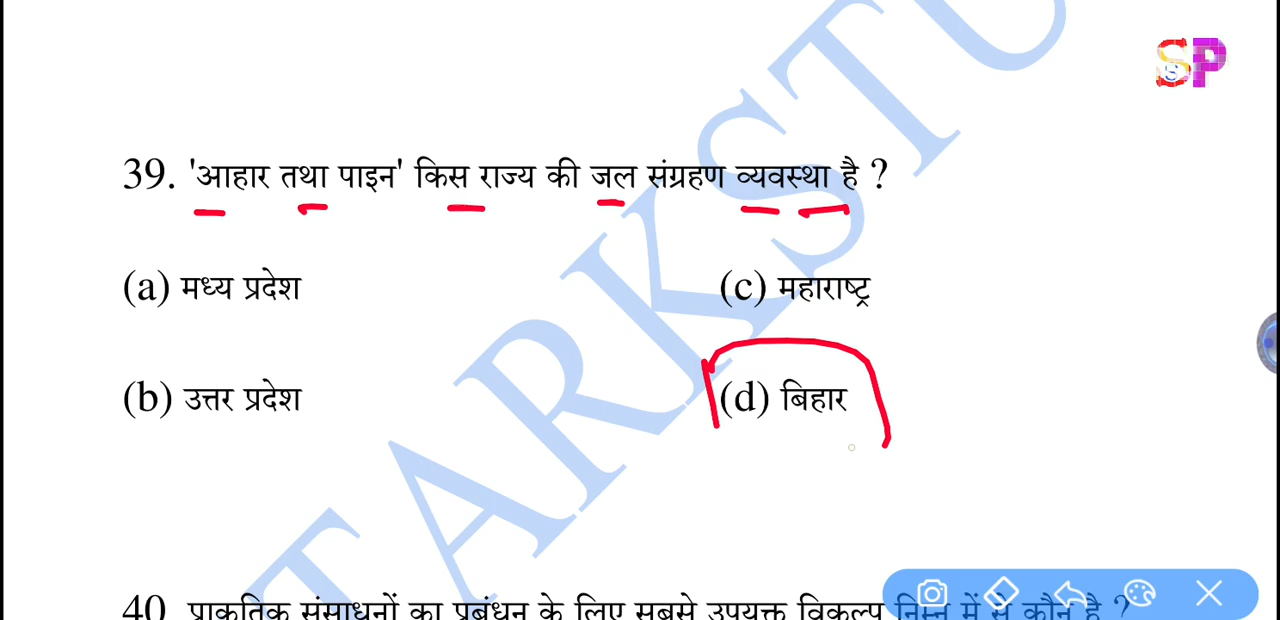 SP
S
39. 'आहार तथा पाइन' किस राज्य की जल संग्रहण व्यवस्था है ?
(a) मध्य प्रदेश
(c) महाराष्ट्र
(b) उत्तर प्रदेश
(d) बिहार
TARKSTU
40 प्राकृतिक संसाधनों का प्रबंधन के लिए सबसे उपयुक्त विकल्प निम्न में से कौन है ?